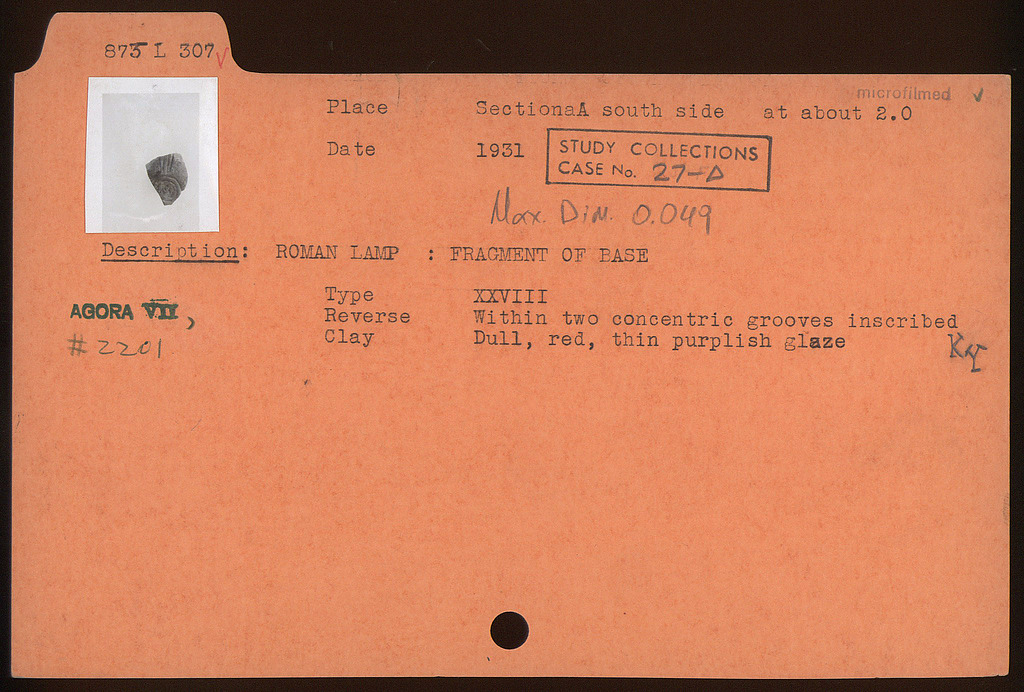 875 L 307 ✓
microfilmed ✓
Place SectionaA south side at about 2.0
Date 1931
STUDY COLLECTIONS
CASE No. 27-Δ
Max. Dim. 0.049
Description: ROMAN LAMP : FRAGMENT OF BASE
Type XXVIII
AGORA VII,
Reverse Within two concentric grooves inscribed
#2201
Clay Dull, red, thin purplish glaze